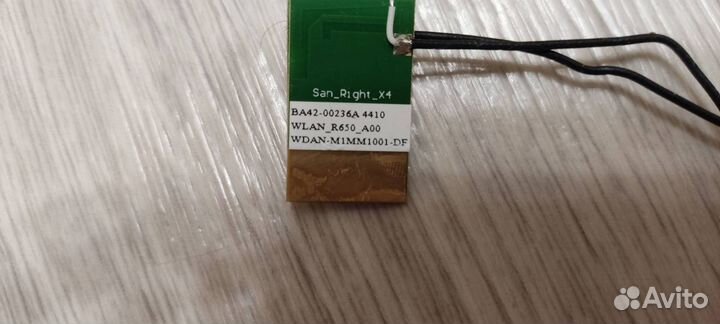 San_Right_X4
BA42-00236A 4410
WLAN_R650_A00
WDAN-M1MM1001-DF
Avito